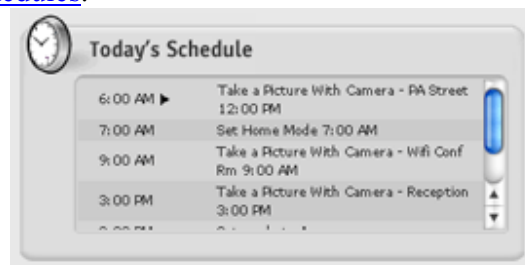 Today's Schedule
6:00 AM ▶ Take a Picture With Camera - PA Street
12:00 PM
7:00 AM Set Home Mode 7:00 AM
9:00 AM Take a Picture With Camera - Wifi Conf
Rm 9:00 AM
3:00 PM Take a Picture With Camera - Reception
3:00 PM